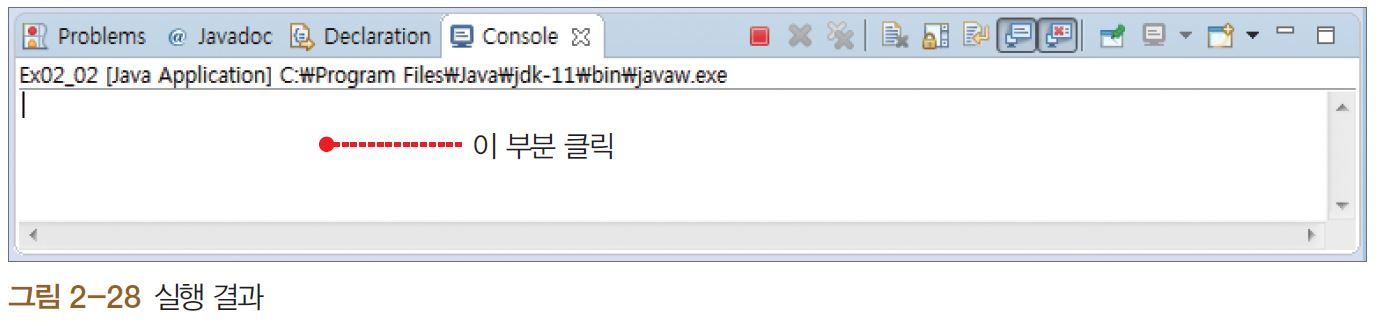 Problems @ Javadoc Declaration Console
Ex02_02 [Java Application] C:₩Program Files₩Java₩jdk-11₩bin₩javaw.exe
이 부분 클릭
그림 2-28 실행 결과